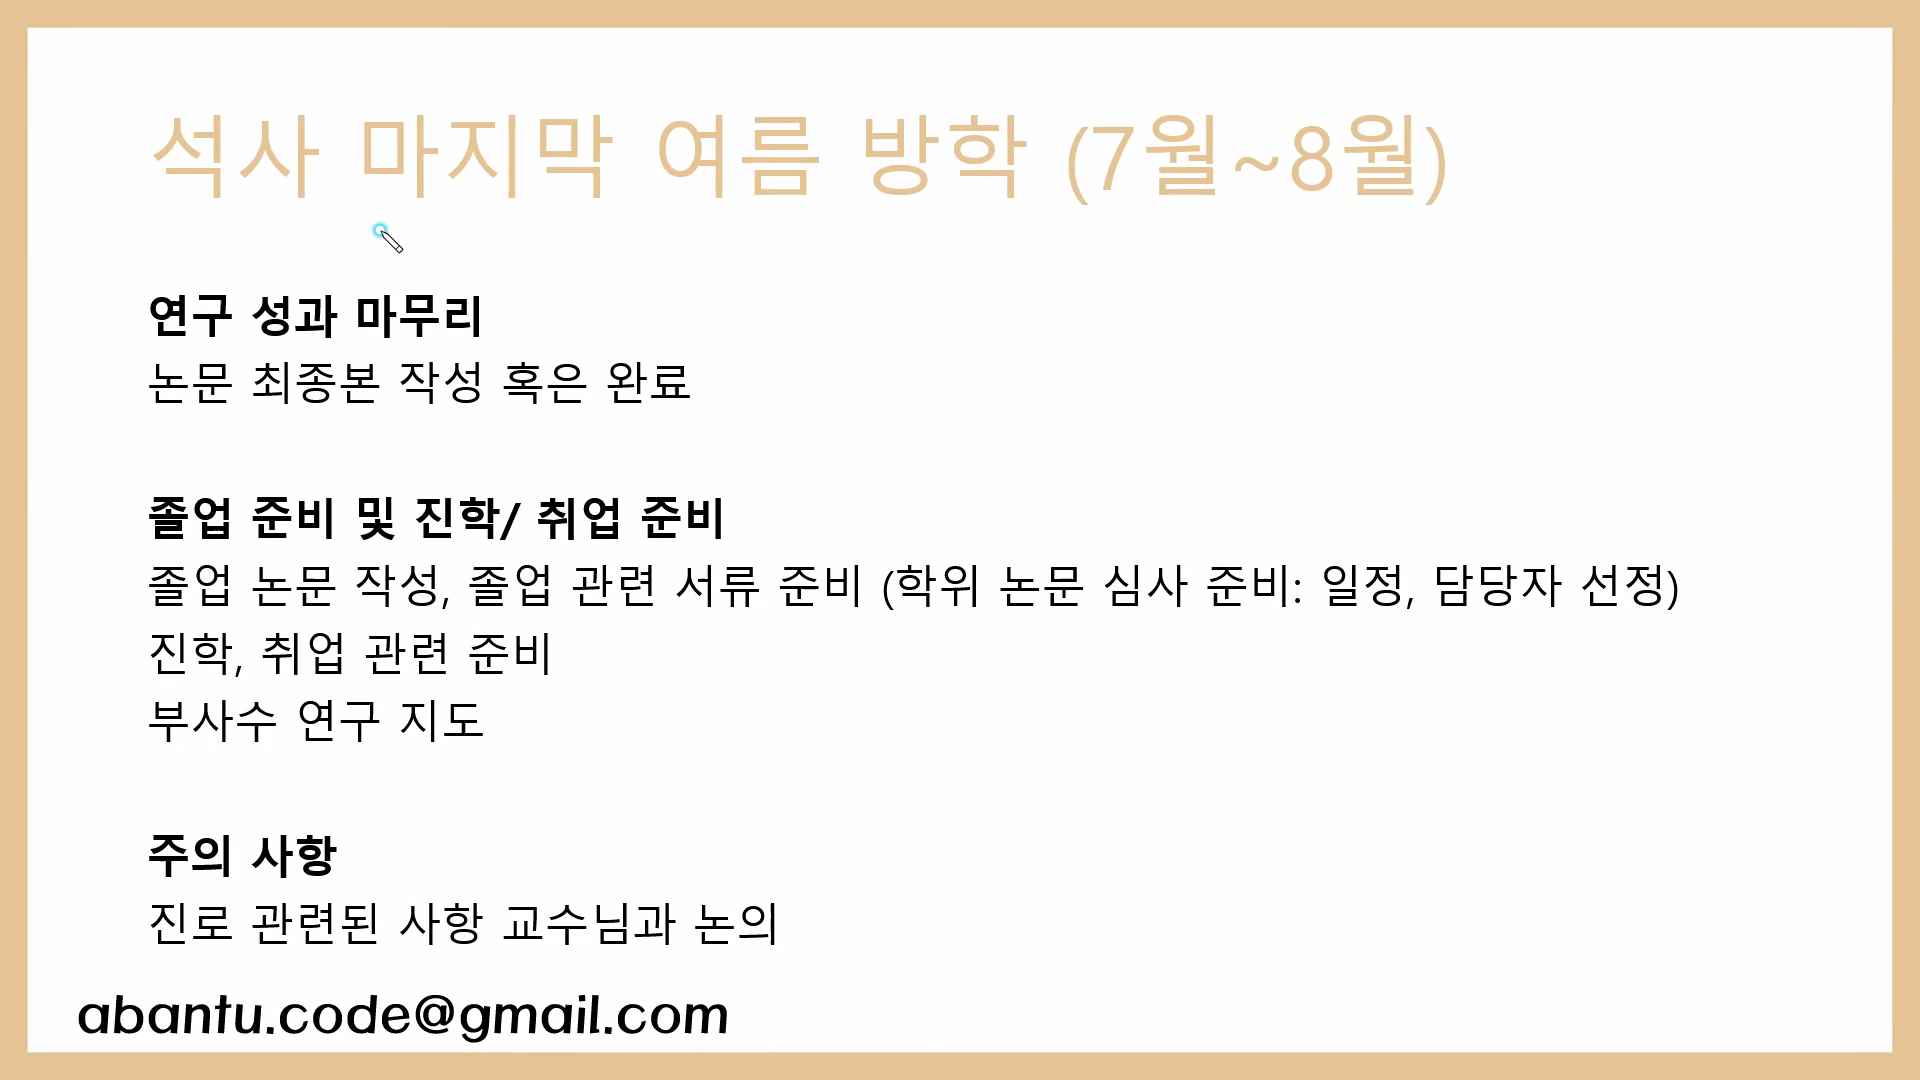 석사 마지막 여름 방학 (7월~8월)
연구 성과 마무리
논문 최종본 작성 혹은 완료
졸업 준비 및 진학/ 취업 준비
졸업 논문 작성, 졸업 관련 서류 준비 (학위 논문 심사 준비: 일정, 담당자 선정)
진학, 취업 관련 준비
부사수 연구 지도
주의 사항
진로 관련된 사항 교수님과 논의
abantu.code@gmail.com